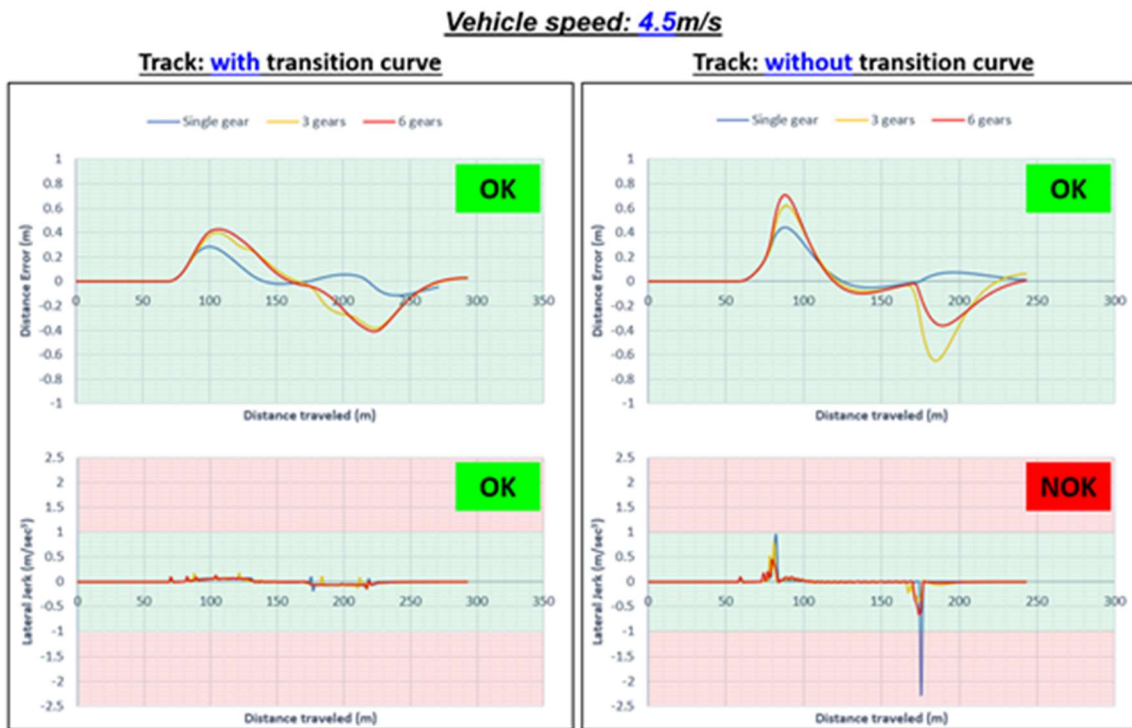 Vehicle speed: 4.5m/s
Track: with transition curve
Single gear 3 gears 6 gears
OK
Distance Error (m)
1
0.8
0.6
0.4
0.2
0
-0.2
-0.4
-0.6
-0.8
-1
0 50 100 150 200 250 300 350
Distance traveled (m)
OK
Lateral Jerk (m/sec³)
2.5
2
1.5
1
0.5
0
-0.5
-1
-1.5
-2
-2.5
0 50 100 150 200 250 300 350
Distance traveled (m)
Track: without transition curve
Single gear 3 gears 6 gears
OK
Distance Error (m)
1
0.8
0.6
0.4
0.2
0
-0.2
-0.4
-0.6
-0.8
-1
0 50 100 150 200 250 300
Distance traveled (m)
NOK
Lateral Jerk (m/sec³)
2.5
2
1.5
1
0.5
0
-0.5
-1
-1.5
-2
-2.5
0 50 100 150 200 250 300
Distance traveled (m)